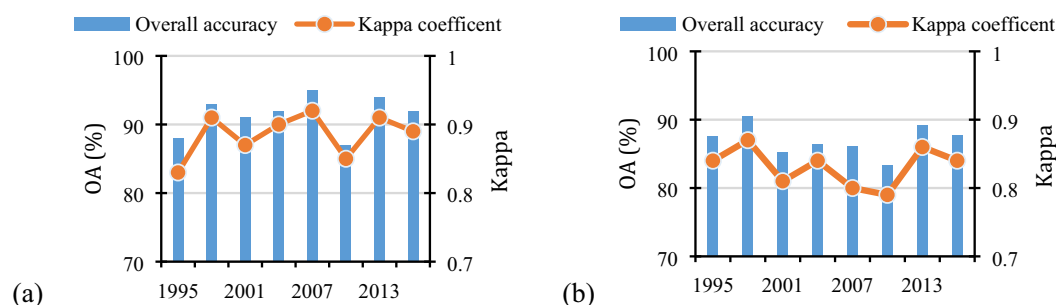 Overall accuracy Kappa coefficent
100 1
90 0.9
80 0.8
70 0.7
OA (%)
Kappa
1995 2001 2007 2013
(a)
Overall accuracy Kappa coefficent
100 1
90 0.9
80 0.8
70 0.7
OA (%)
Kappa
1995 2001 2007 2013
(b)